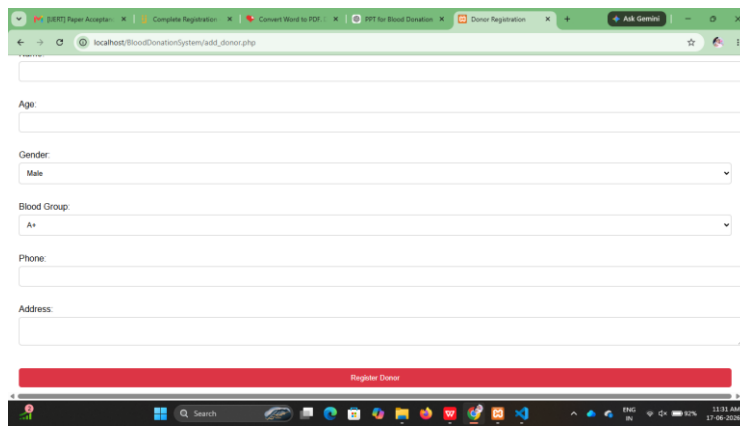 [IJERT] Paper Acceptan
Complete Registration
Convert Word to PDF.
PPT for Blood Donation
Donor Registration
Ask Gemini
localhost/BloodDonationSystem/add_donor.php
Age:
Gender:
Male
Blood Group:
A+
Phone:
Address:
Register Donor
Search
ENG
IN
92%
11:31 AM
17-06-2026